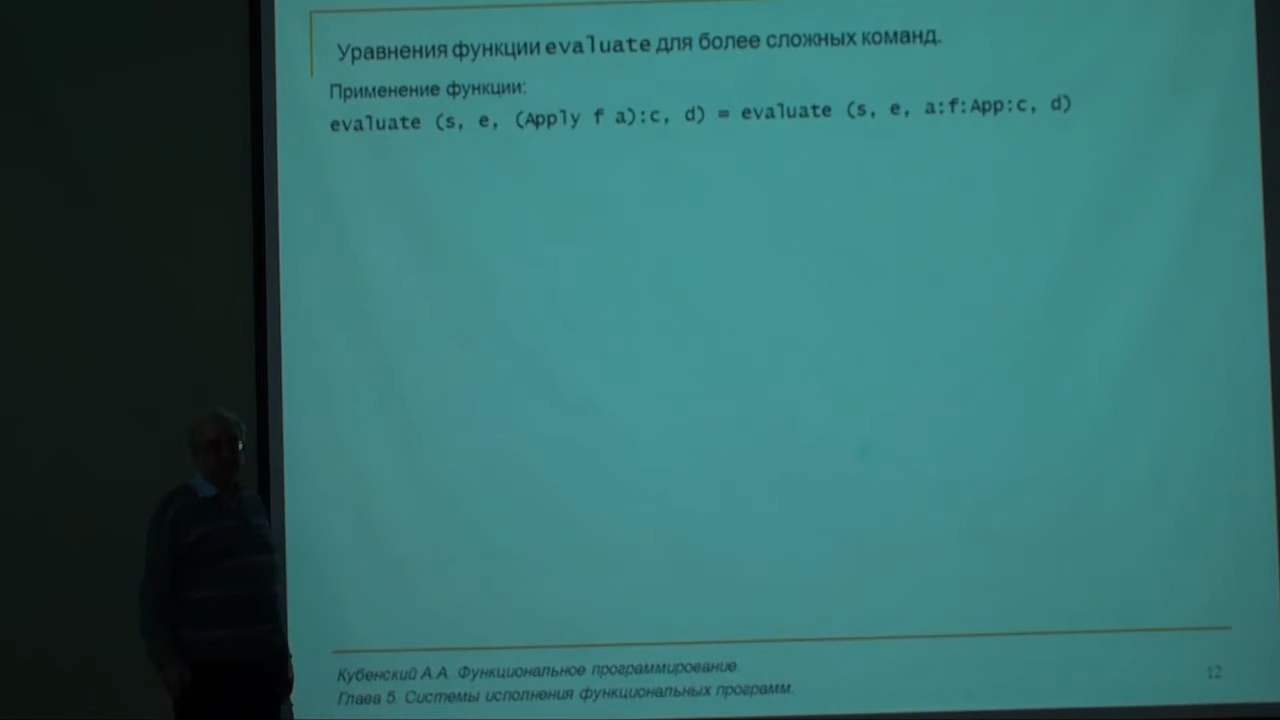 Уравнения функции evaluate для более сложных команд.
Применение функции:
evaluate (s, e, (Apply f a):c, d) = evaluate (s, e, a:f:App:c, d)
Кубенский А.А. Функциональное программирование.
Глава 5. Системы исполнения функциональных программ.
12